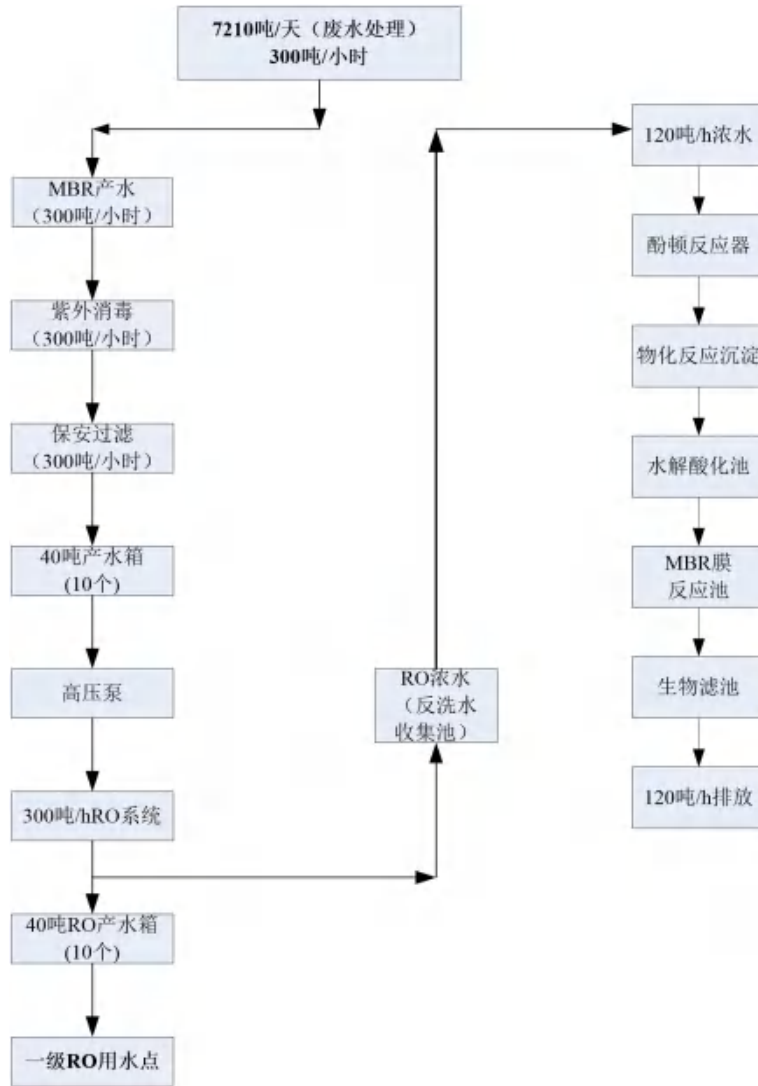 7210吨/天（废水处理）
300吨/小时
MBR产水
（300吨/小时）
紫外消毒
（300吨/小时）
保安过滤
（300吨/小时）
40吨产水箱
(10个)
高压泵
300吨/hRO系统
40吨RO产水箱
(10个)
一级RO用水点
RO浓水
（反洗水
收集池）
120吨/h浓水
酚顿反应器
物化反应沉淀
水解酸化池
MBR膜
反应池
生物滤池
120吨/h排放